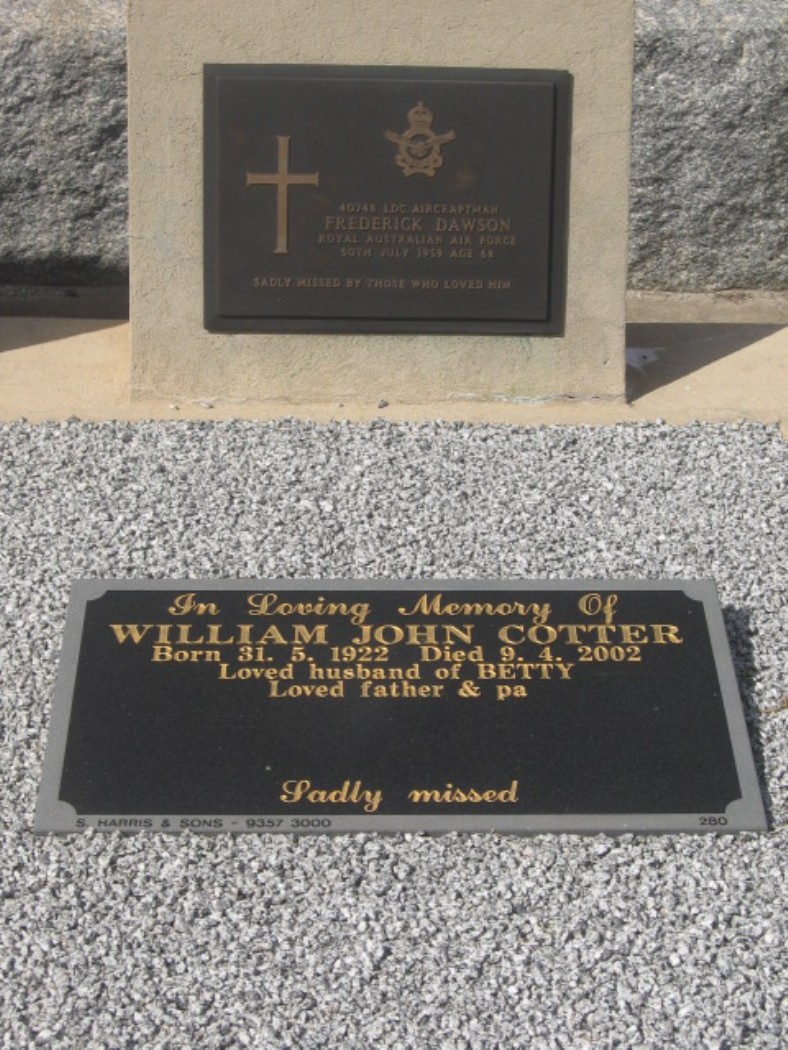 40748 LDG AIRCRAFTMAN
FREDERICK DAWSON
ROYAL AUSTRALIAN AIR FORCE
30TH JULY 1959 AGE 68
SADLY MISSED BY THOSE WHO LOVED HIM
In Loving Memory Of
WILLIAM JOHN COTTER
Born 31. 5. 1922 Died 9. 4. 2002
Loved husband of BETTY
Loved father & pa
Sadly missed
S. HARRIS & SONS - 9357 3000
280